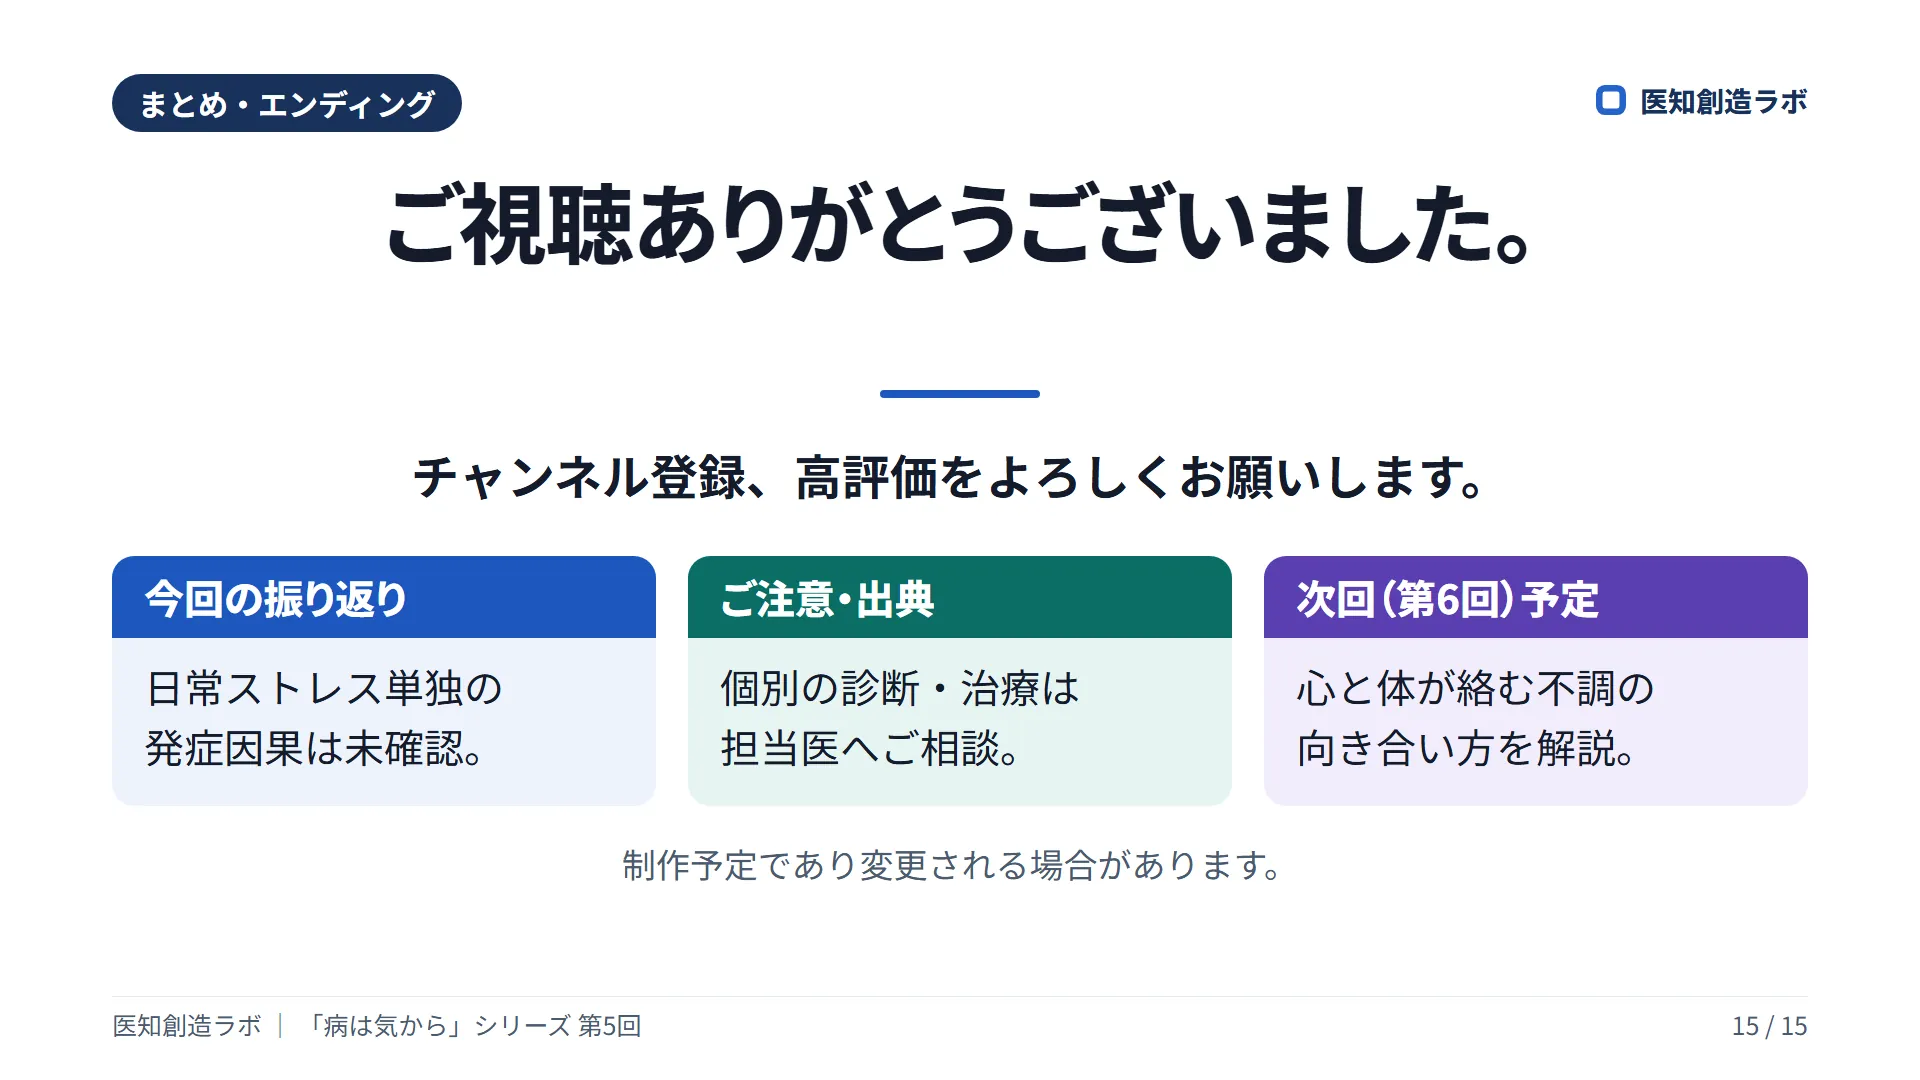 まとめ・エンディング
医知創造ラボ
ご視聴ありがとうございました。
チャンネル登録、高評価をよろしくお願いします。
今回の振り返り
日常ストレス単独の
発症因果は未確認。
ご注意・出典
個別の診断・治療は
担当医へご相談。
次回(第6回)予定
心と体が絡む不調の
向き合い方を解説。
制作予定であり変更される場合があります。
医知創造ラボ | 「病は気から」シリーズ 第5回
15 / 15